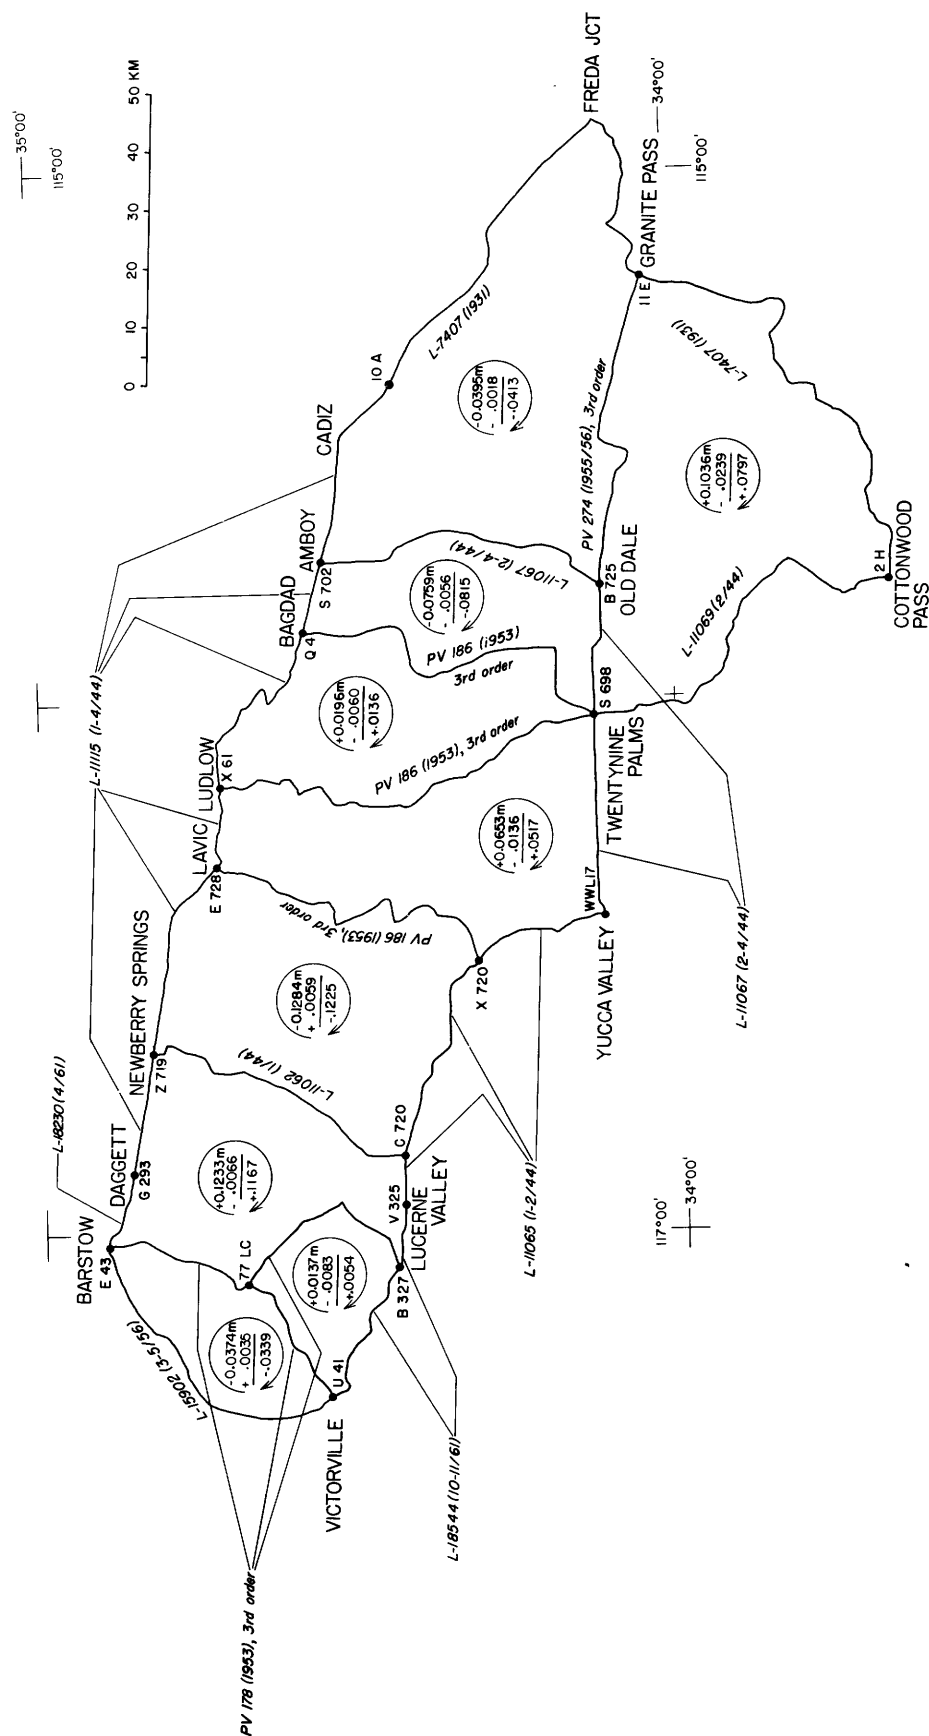 35°00'
115°00'
0 10 20 30 40 50 KM
BARSTOW
E 43
L-18230 (4/61)
DAGGETT
G 293
NEWBERRY SPRINGS
Z 719
L-11115 (1-4/44)
LAVIC
E 728
LUDLOW
X 61
BAGDAD
Q 4
AMBOY
S 702
CADIZ
10 A
L-7407 (1931)
FREDA JCT
L-15902 (3-5/56)
-0.0374m
+ .0035
-.0339
77 LC
+0.1233m
- .0066
+.1167
L-11062 (1/44)
-0.1284m
+ .0059
-.1225
PV 186 (1953), 3rd order
+0.0653m
- .0136
+.0517
PV 186 (1953), 3rd order
+0.0196m
- .0060
+.0136
PV 186 (1953)
3rd order
-0.0759m
- .0056
-.0815
L-11067 (2-4/44)
-0.0395m
- .0018
-.0413
PV 274 (1955/56), 3rd order
11 E
GRANITE PASS
34°00'
115°00'
VICTORVILLE
U 41
+0.0137m
- .0083
+.0054
B 327
V 325
LUCERNE
VALLEY
C 720
X 720
YUCCA VALLEY
WWL17
TWENTYNINE
PALMS
S 698
OLD DALE
B 725
+0.1036m
- .0239
+.0797
L-7407 (1931)
L-11069 (2/44)
2 H
COTTONWOOD
PASS
PV 178 (1953), 3rd order
L-18544 (10-11/61)
L-11065 (1-2/44)
L-11067 (2-4/44)
117°00'
34°00'